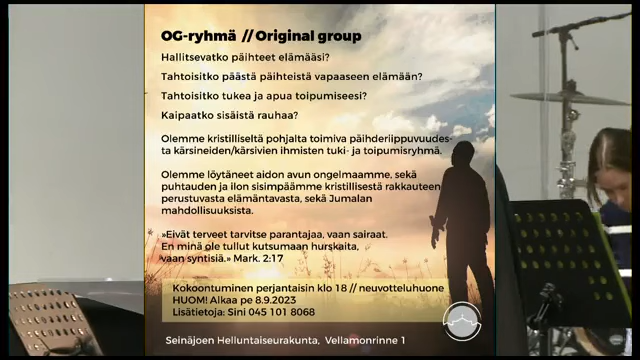 OG-ryhmä // Original group
Hallitsevatko päihteet elämääsi?
Tahtoisitko päästä päihteistä vapaaseen elämään?
Tahtoisitko tukea ja apua toipumiseesi?
Kaipaatko sisäistä rauhaa?
Olemme kristilliseltä pohjalta toimiva päihderiippuvuudes-
ta kärsineiden/kärsivien ihmisten tuki- ja toipumisryhmä.
Olemme löytäneet aidon avun ongelmaamme, sekä
puhtauden ja ilon sisimpäämme kristillisestä rakkauteen
perustuvasta elämäntavasta, sekä Jumalan
mahdollisuuksista.
»Eivät terveet tarvitse parantajaa, vaan sairaat.
En minä ole tullut kutsumaan hurskaita,
vaan syntisiä.» Mark. 2:17
Kokoontuminen perjantaisin klo 18 // neuvotteluhuone
HUOM! Alkaa pe 8.9.2023
Lisätietoja: Sini 045 101 8068
Seinäjoen Helluntaiseurakunta, Vellamonrinne 1